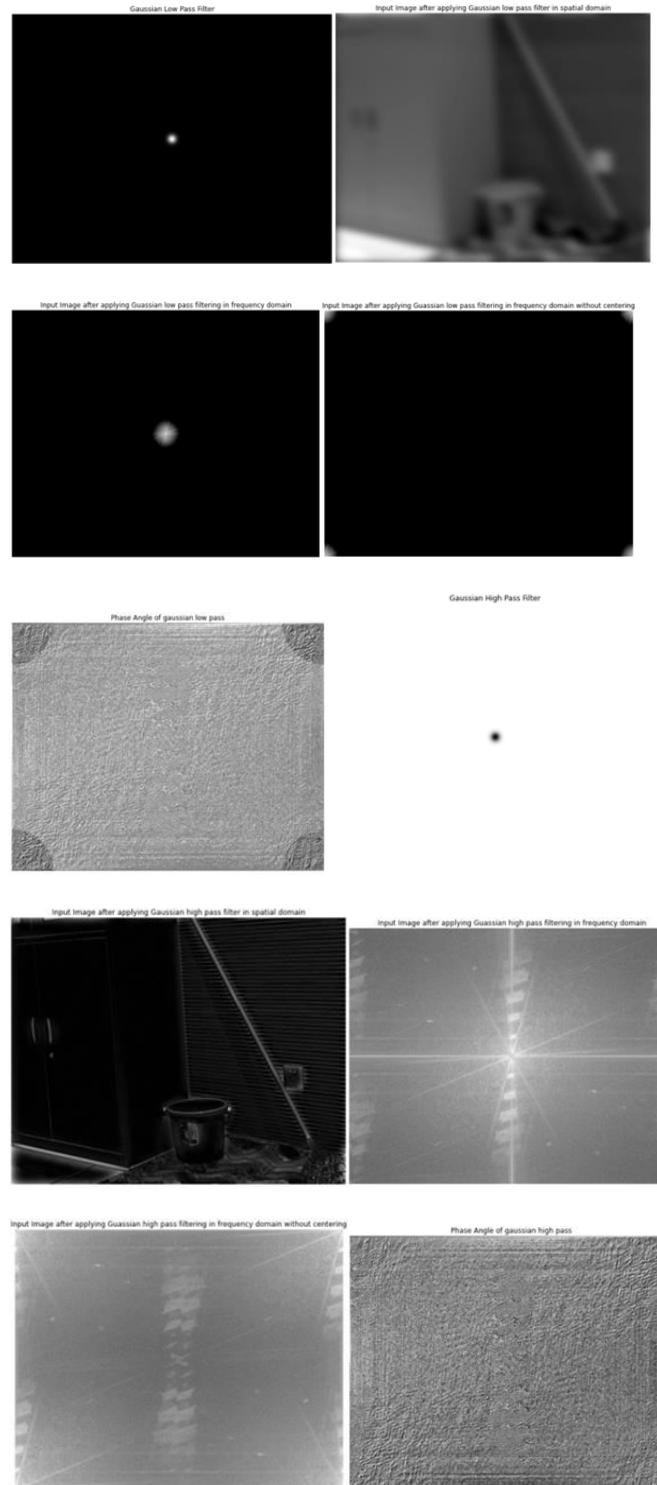 Gaussian Low Pass Filter
Input Image after applying Gaussian low pass filter in spatial domain
Input Image after applying Guassian low pass filtering in frequency domain
Input Image after applying Guassian low pass filtering in frequency domain without centering
Phase Angle of gaussian low pass
Gaussian High Pass Filter
Input Image after applying Gaussian high pass filter in spatial domain
Input Image after applying Guassian high pass filtering in frequency domain
Input Image after applying Guassian high pass filtering in frequency domain without centering
Phase Angle of gaussian high pass